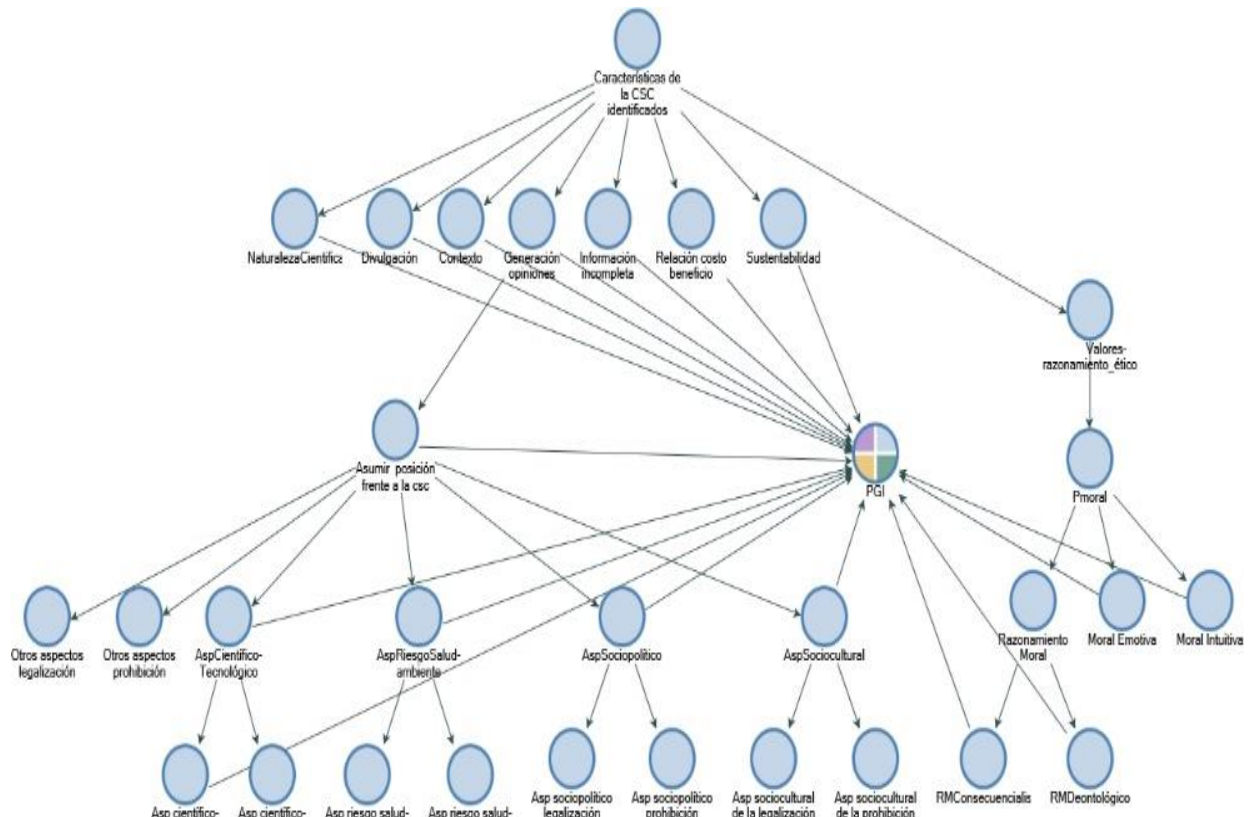 Características de
la CSC
identificados
NaturalezaCientífica
Divulgación
Contexto
Generación
opiniones
Información
incompleta
Relación costo
beneficio
Sustentabilidad
Valores-
razonamiento_ético
Asumir posición
frente a la csc
PGI
Pmoral
Otros aspectos
legalización
Otros aspectos
prohibición
AspCientífico-
Tecnológico
AspRiesgoSalud-
ambiente
AspSociopolítico
AspSociocultural
Razonamiento
Moral
Moral Emotiva
Moral Intuitiva
Asp científico-
Asp científico-
Asp riesgo salud-
Asp riesgo salud-
Asp sociopolítico
legalización
Asp sociopolítico
prohibición
Asp sociocultural
de la legalización
Asp sociocultural
de la prohibición
RMConsecuencialis
RMDeontológico